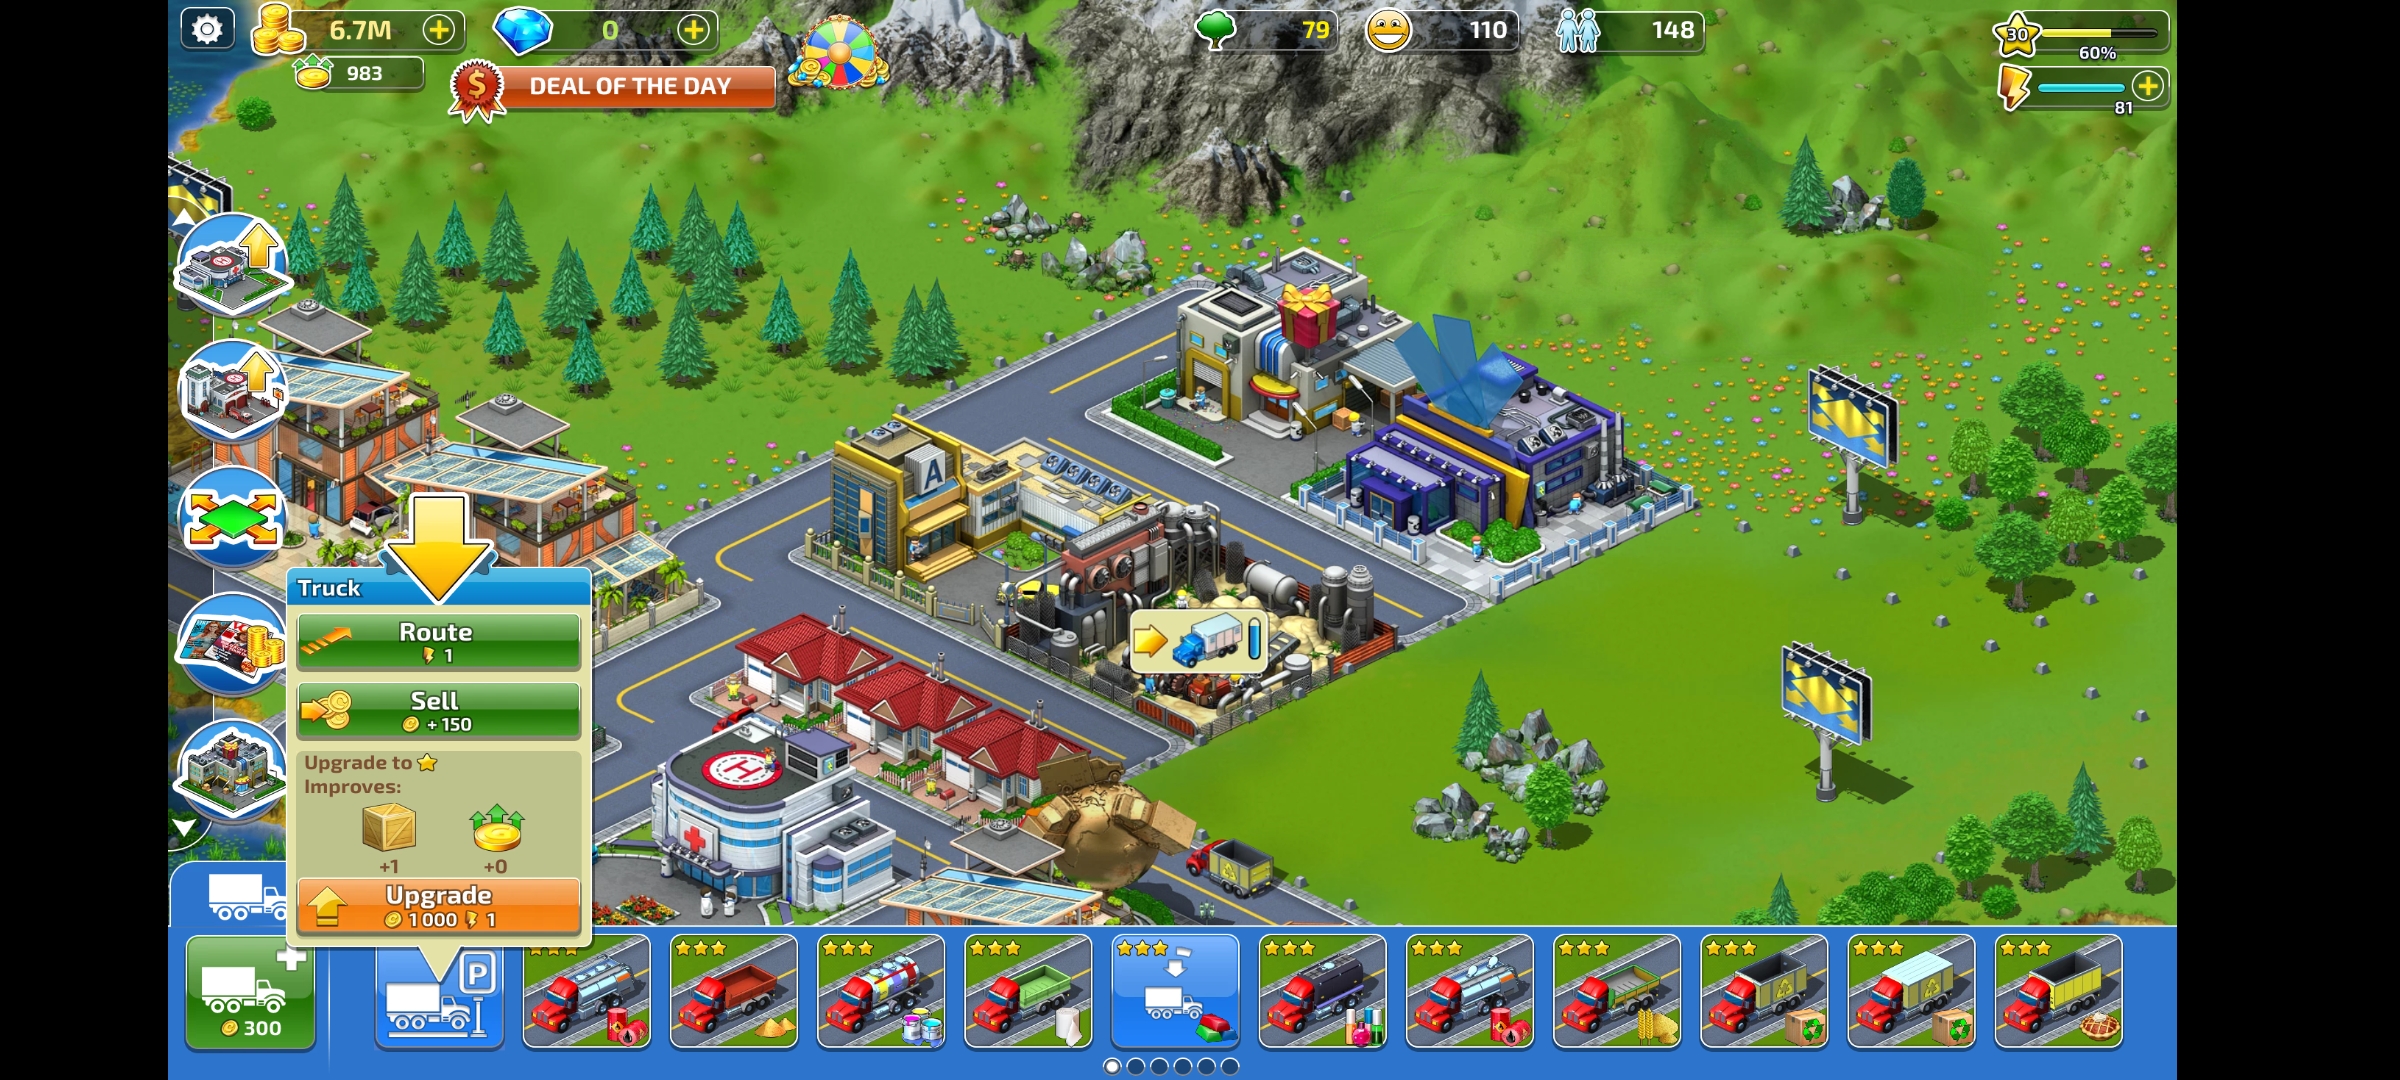 6.7M
0
79
110
148
30
60%
983
DEAL OF THE DAY
81
A
H
Truck
Route
1
Sell
+150
Upgrade to
Improves:
+1
+0
Upgrade
1 000 1
P
300